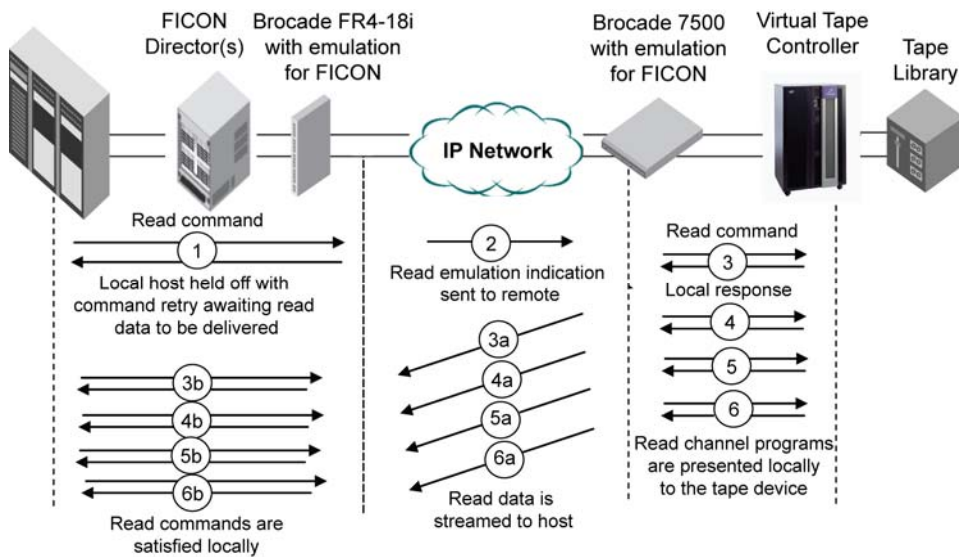 FICON
Director(s)
Brocade FR4-18i
with emulation
for FICON
Brocade 7500
with emulation
for FICON
Virtual Tape
Controller
Tape
Library
IP Network
Read command
1
Local host held off with
command retry awaiting read
data to be delivered
2
Read emulation indication
sent to remote
Read command
3
Local response
4
5
6
Read channel programs
are presented locally
to the tape device
3a
4a
5a
6a
Read data is
streamed to host
3b
4b
5b
6b
Read commands are
satisfied locally